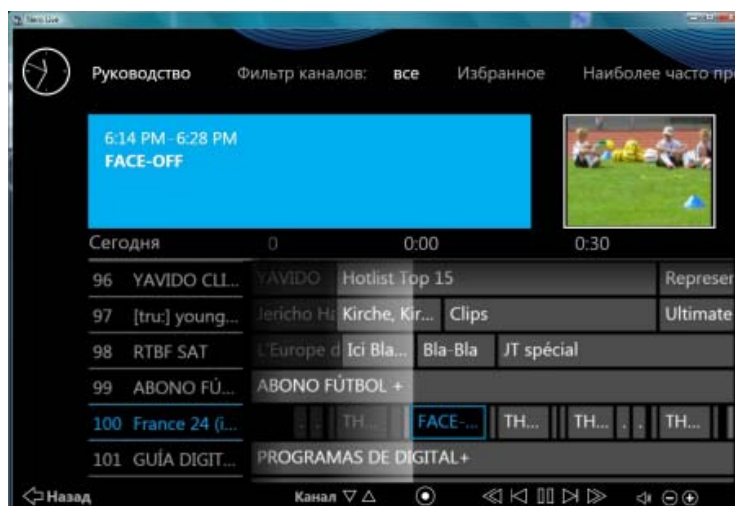 Nero Live
Руководство Фильтр каналов: все Избранное Наиболее часто пр
6:14 PM-6:28 PM
FACE-OFF
Сегодня 0 0:00 0:30
96 YAVIDO CLI... YAVIDO Hotlist Top 15 Represen
97 [tru:] young... Jericho Ha Kirche, Kir... Clips Ultimate
98 RTBF SAT L'Europe d Ici Bla... Bla-Bla JT spécial
99 ABONO FÚ... ABONO FÚTBOL +
100 France 24 (i... . . TH... FACE-... TH... TH... . . TH...
101 GUÍA DIGIT... PROGRAMAS DE DIGITAL+
Назад Канал